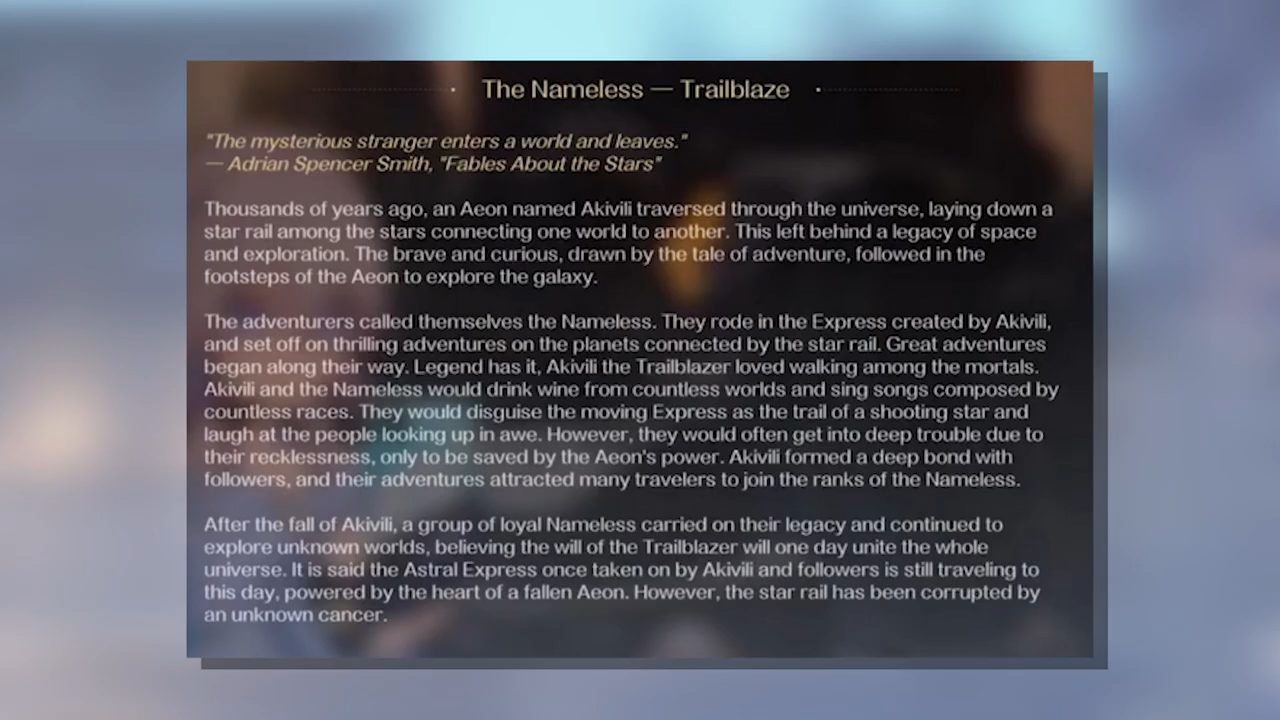 The Nameless — Trailblaze
"The mysterious stranger enters a world and leaves."
— Adrian Spencer Smith, "Fables About the Stars"
Thousands of years ago, an Aeon named Akivili traversed through the universe, laying down a
star rail among the stars connecting one world to another. This left behind a legacy of space
and exploration. The brave and curious, drawn by the tale of adventure, followed in the
footsteps of the Aeon to explore the galaxy.
The adventurers called themselves the Nameless. They rode in the Express created by Akivili,
and set off on thrilling adventures on the planets connected by the star rail. Great adventures
began along their way. Legend has it, Akivili the Trailblazer loved walking among the mortals.
Akivili and the Nameless would drink wine from countless worlds and sing songs composed by
countless races. They would disguise the moving Express as the trail of a shooting star and
laugh at the people looking up in awe. However, they would often get into deep trouble due to
their recklessness, only to be saved by the Aeon's power. Akivili formed a deep bond with
followers, and their adventures attracted many travelers to join the ranks of the Nameless.
After the fall of Akivili, a group of loyal Nameless carried on their legacy and continued to
explore unknown worlds, believing the will of the Trailblazer will one day unite the whole
universe. It is said the Astral Express once taken on by Akivili and followers is still traveling to
this day, powered by the heart of a fallen Aeon. However, the star rail has been corrupted by
an unknown cancer.